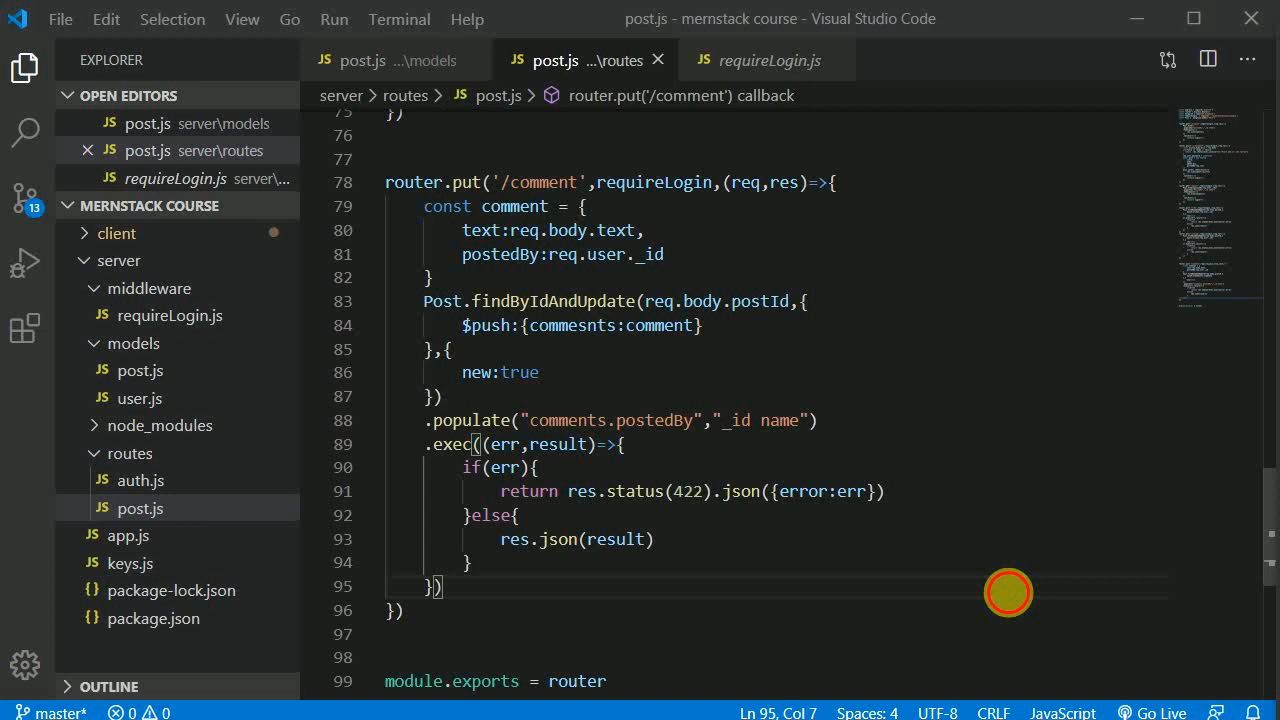 File Edit Selection View Go Run Terminal Help post.js - mernstack course - Visual Studio Code
EXPLORER
JS post.js ...\models JS post.js ...\routes JS requireLogin.js
OPEN EDITORS
JS post.js server\models
JS post.js server\routes
JS requireLogin.js server\...
13
MERNSTACK COURSE
client
server
middleware
JS requireLogin.js
models
JS post.js
JS user.js
node_modules
routes
JS auth.js
JS post.js
JS app.js
JS keys.js
{} package-lock.json
{} package.json
OUTLINE
server > routes > JS post.js > router.put('/comment') callback
75 })
76
77
78 router.put('/comment',requireLogin,(req,res)=>{
79 const comment = {
80 text:req.body.text,
81 postedBy:req.user._id
82 }
83 Post.findByIdAndUpdate(req.body.postId,{
84 $push:{commesnts:comment}
85 },{
86 new:true
87 })
88 .populate("comments.postedBy","_id name")
89 .exec((err,result)=>{
90 if(err){
91 return res.status(422).json({error:err})
92 }else{
93 res.json(result)
94 }
95 })
96 })
97
98
99 module.exports = router
master* 0 0 Ln 95, Col 7 Spaces: 4 UTF-8 CRLF JavaScript Go Live